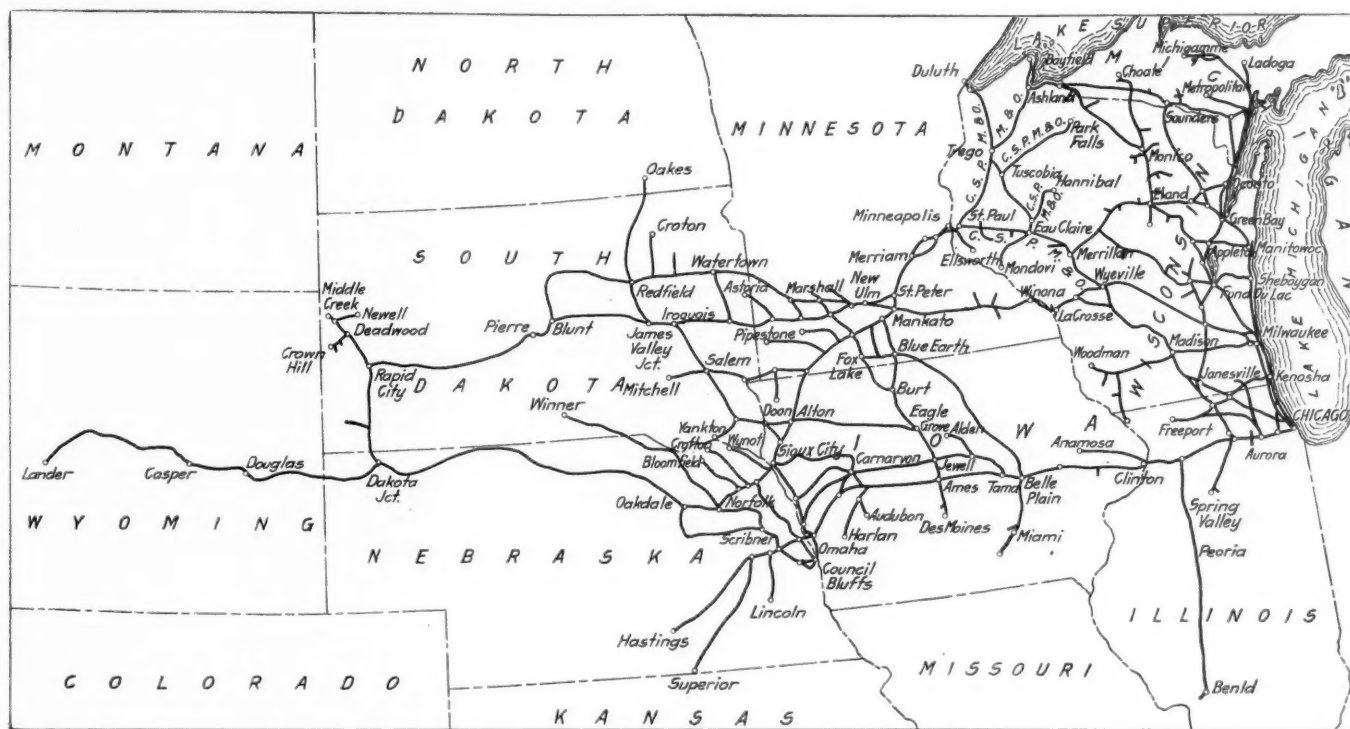 LAKE SUPERIOR
NORTH
DAKOTA
MONTANA
MINNESOTA
Duluth
Bayfield
Michigamme
Choate
Ladoga
Metropolitan
Ashland
Saunders
M. & O.
M. & O.
C. S. P. M. & O.
Park
Falls
Trego
Monico
C. S. P.
Tuscobia
Hannibal
C. S. P.
M. & O.
Oconto
Eland
Oakes
Minneapolis
St. Paul
Eau Claire
Green Bay
C. S. P. M. & O.
Croton
Merriam
Ellsworth
Mondovi
Merrillan
Appleton
Manitowoc
SOUTH
Watertown
Wyeville
Sheboygan
Redfield
Astoria
Marshall
New
Ulm
St. Peter
Winona
Fond Du Lac
Middle
Creek
Newell
Deadwood
Pierre
Blunt
Iroquois
James
Valley
Jct.
Pipestone
Mankato
La Crosse
Madison
Milwaukee
WISCONSIN
LAKE MICHIGAN
MICHIGAN
Crown
Hill
Rapid
City
DAKOTA
Salem
Mitchell
Fox
Lake
Blue Earth
Woodman
Janesville
Kenosha
Winner
Burt
Doon
Alton
Eagle
Grove
Alden
Yankton
Crofton
Wynot
Bloomfield
Sioux City
IOWA
Anamosa
Freeport
CHICAGO
Lander
Casper
Douglas
Dakota
Jct.
Carnarvon
Jewell
Aurora
Oakdale
Norfolk
Ames
Tama
Belle
Plain
Clinton
WYOMING
Audubon
Spring
Valley
Scribner
Harlan
Des Moines
Miami
NEBRASKA
Omaha
Council
Bluffs
Peoria
Lincoln
ILLINOIS
Hastings
COLORADO
Superior
MISSOURI
Benld
KANSAS